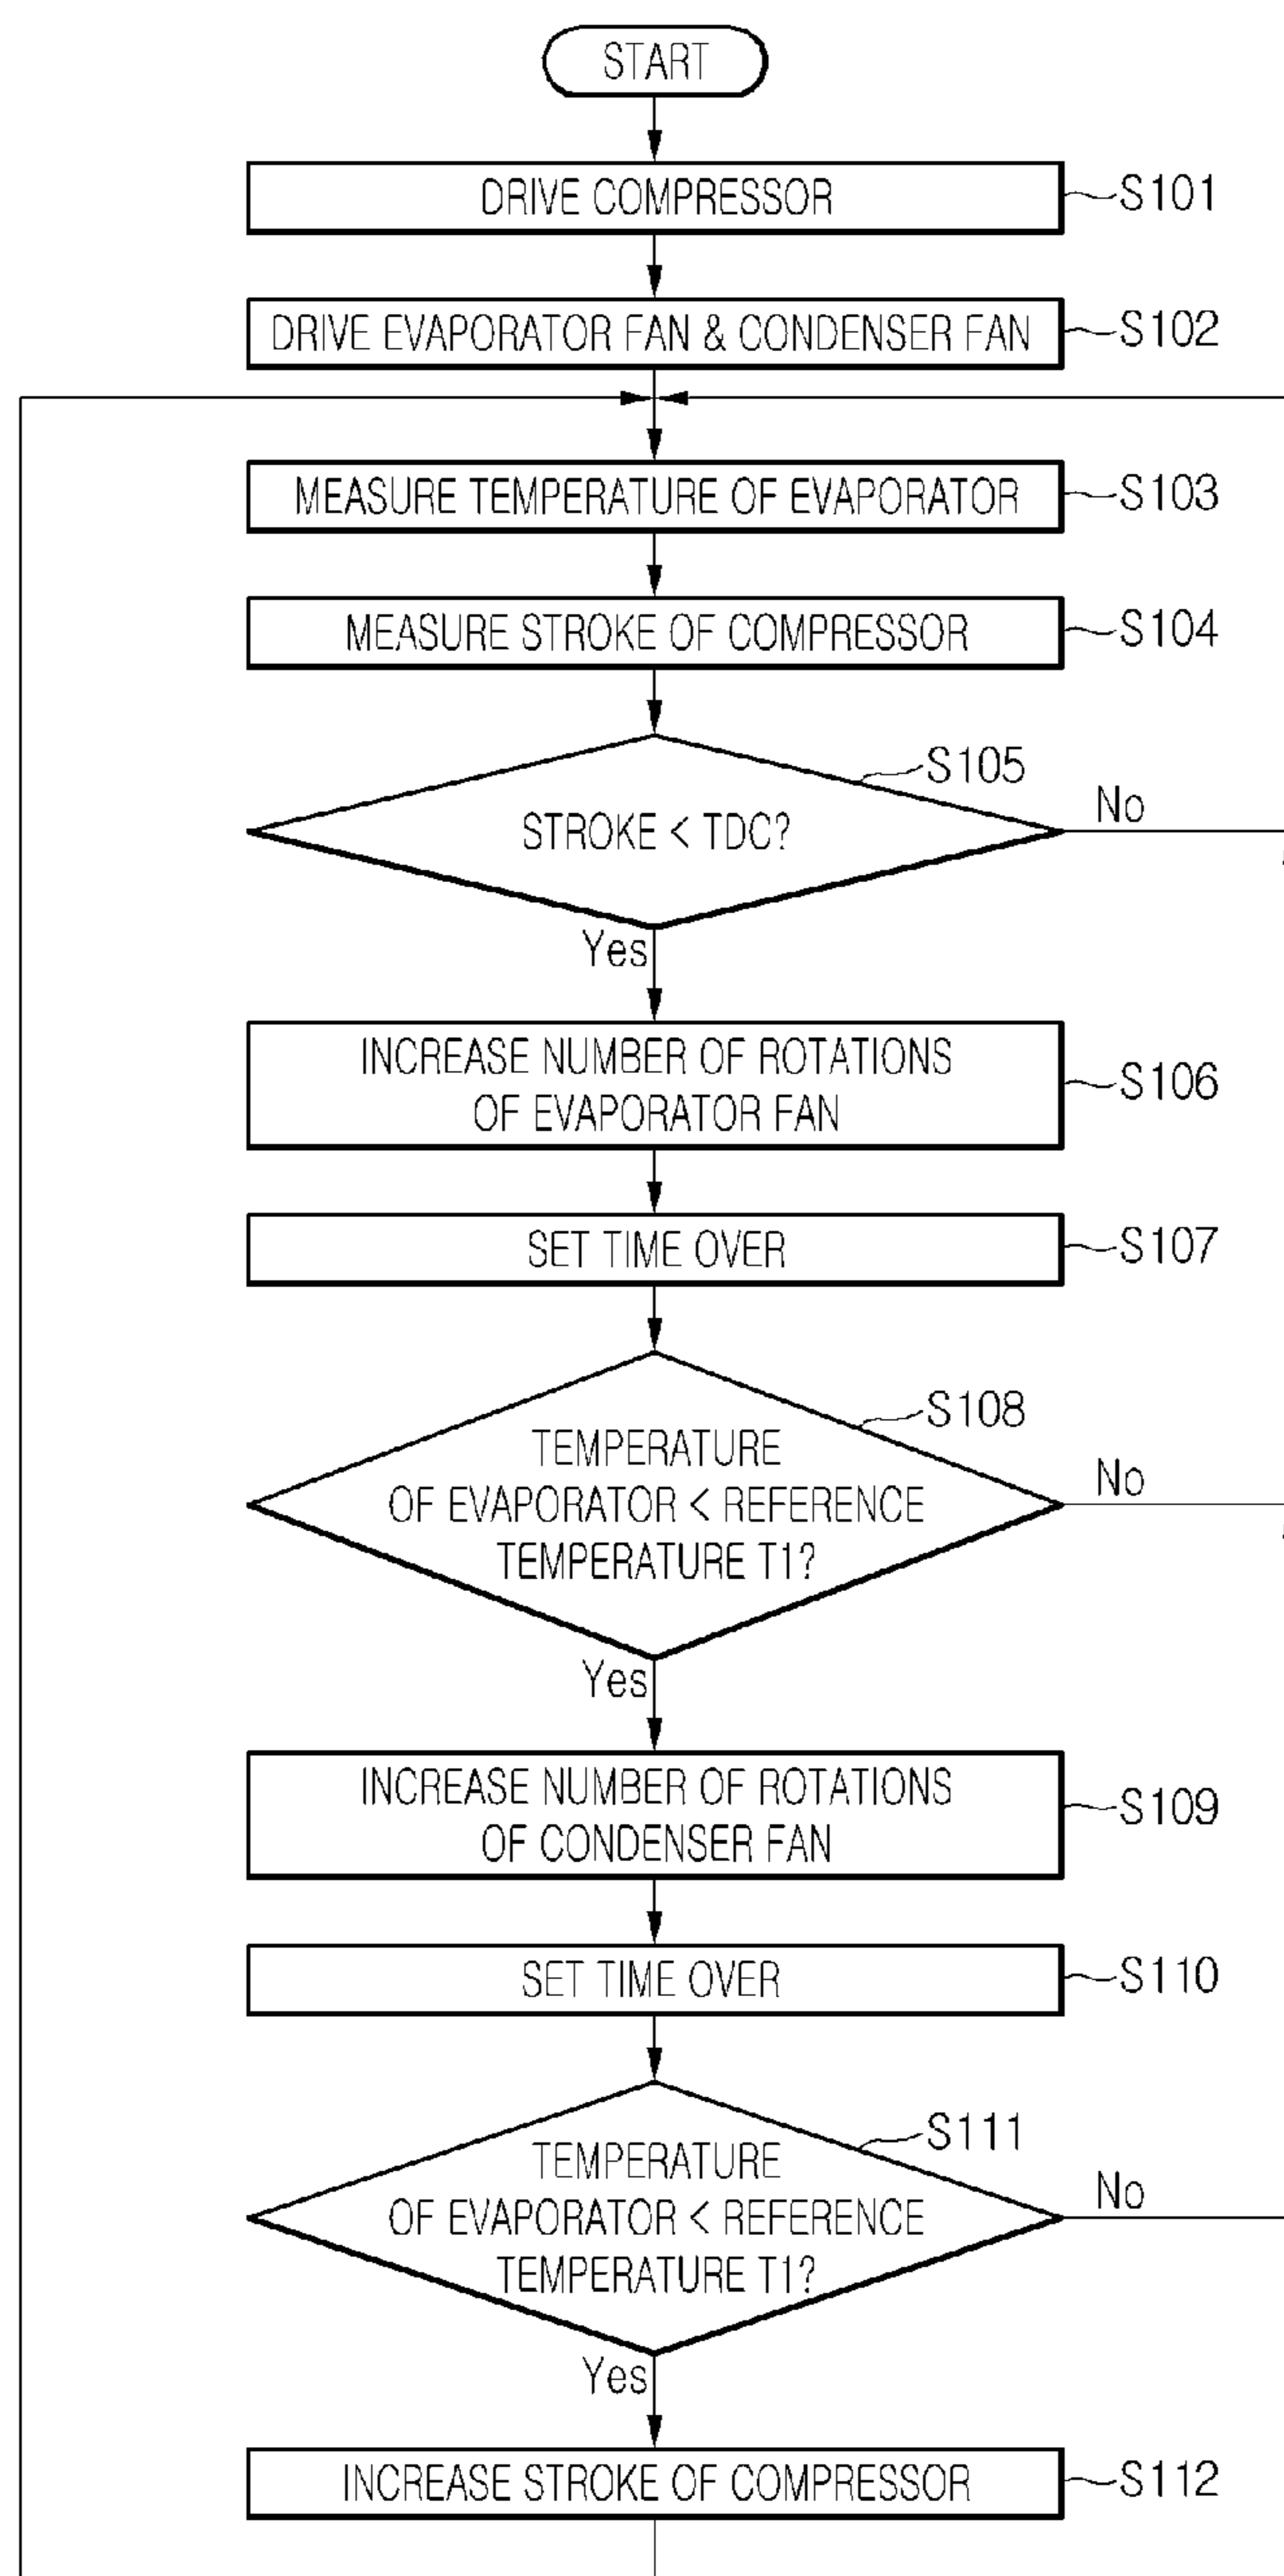 START
DRIVE COMPRESSOR
S101
DRIVE EVAPORATOR FAN & CONDENSER FAN
S102
MEASURE TEMPERATURE OF EVAPORATOR
S103
MEASURE STROKE OF COMPRESSOR
S104
S105
STROKE < TDC?
No
Yes
INCREASE NUMBER OF ROTATIONS
OF EVAPORATOR FAN
S106
SET TIME OVER
S107
S108
TEMPERATURE
OF EVAPORATOR < REFERENCE
TEMPERATURE T1?
No
Yes
INCREASE NUMBER OF ROTATIONS
OF CONDENSER FAN
S109
SET TIME OVER
S110
S111
TEMPERATURE
OF EVAPORATOR < REFERENCE
TEMPERATURE T1?
No
Yes
INCREASE STROKE OF COMPRESSOR
S112